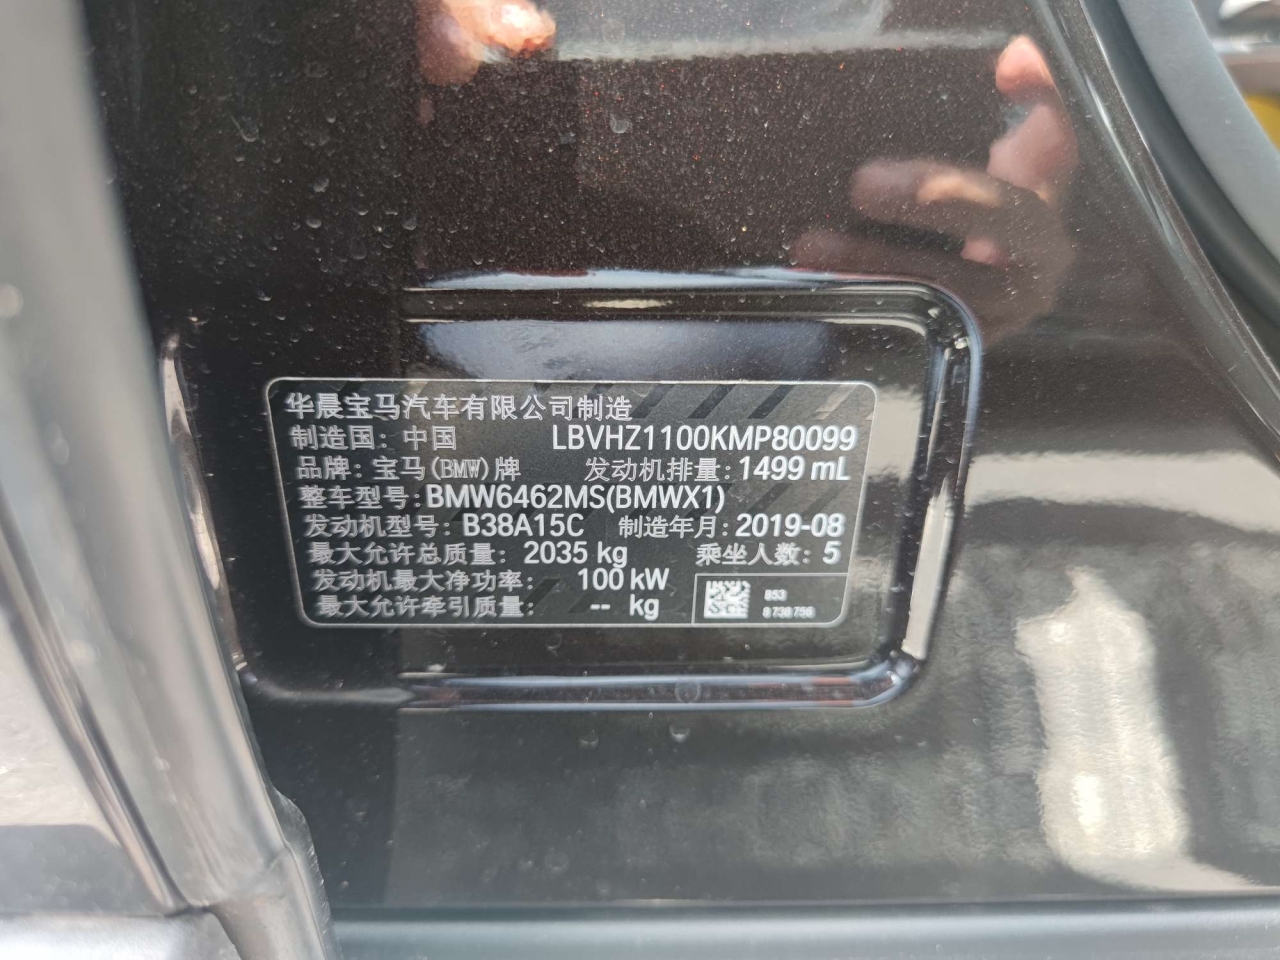 华晨宝马汽车有限公司制造
制造国: 中国 LBVHZ1100KMP80099
品牌: 宝马(BMW)牌 发动机排量: 1499 mL
整车型号: BMW6462MS(BMWX1)
发动机型号: B38A15C 制造年月: 2019-08
最大允许总质量: 2035 kg 乘坐人数: 5
发动机最大净功率: 100 kW
最大允许牵引质量: -- kg
853
8738756